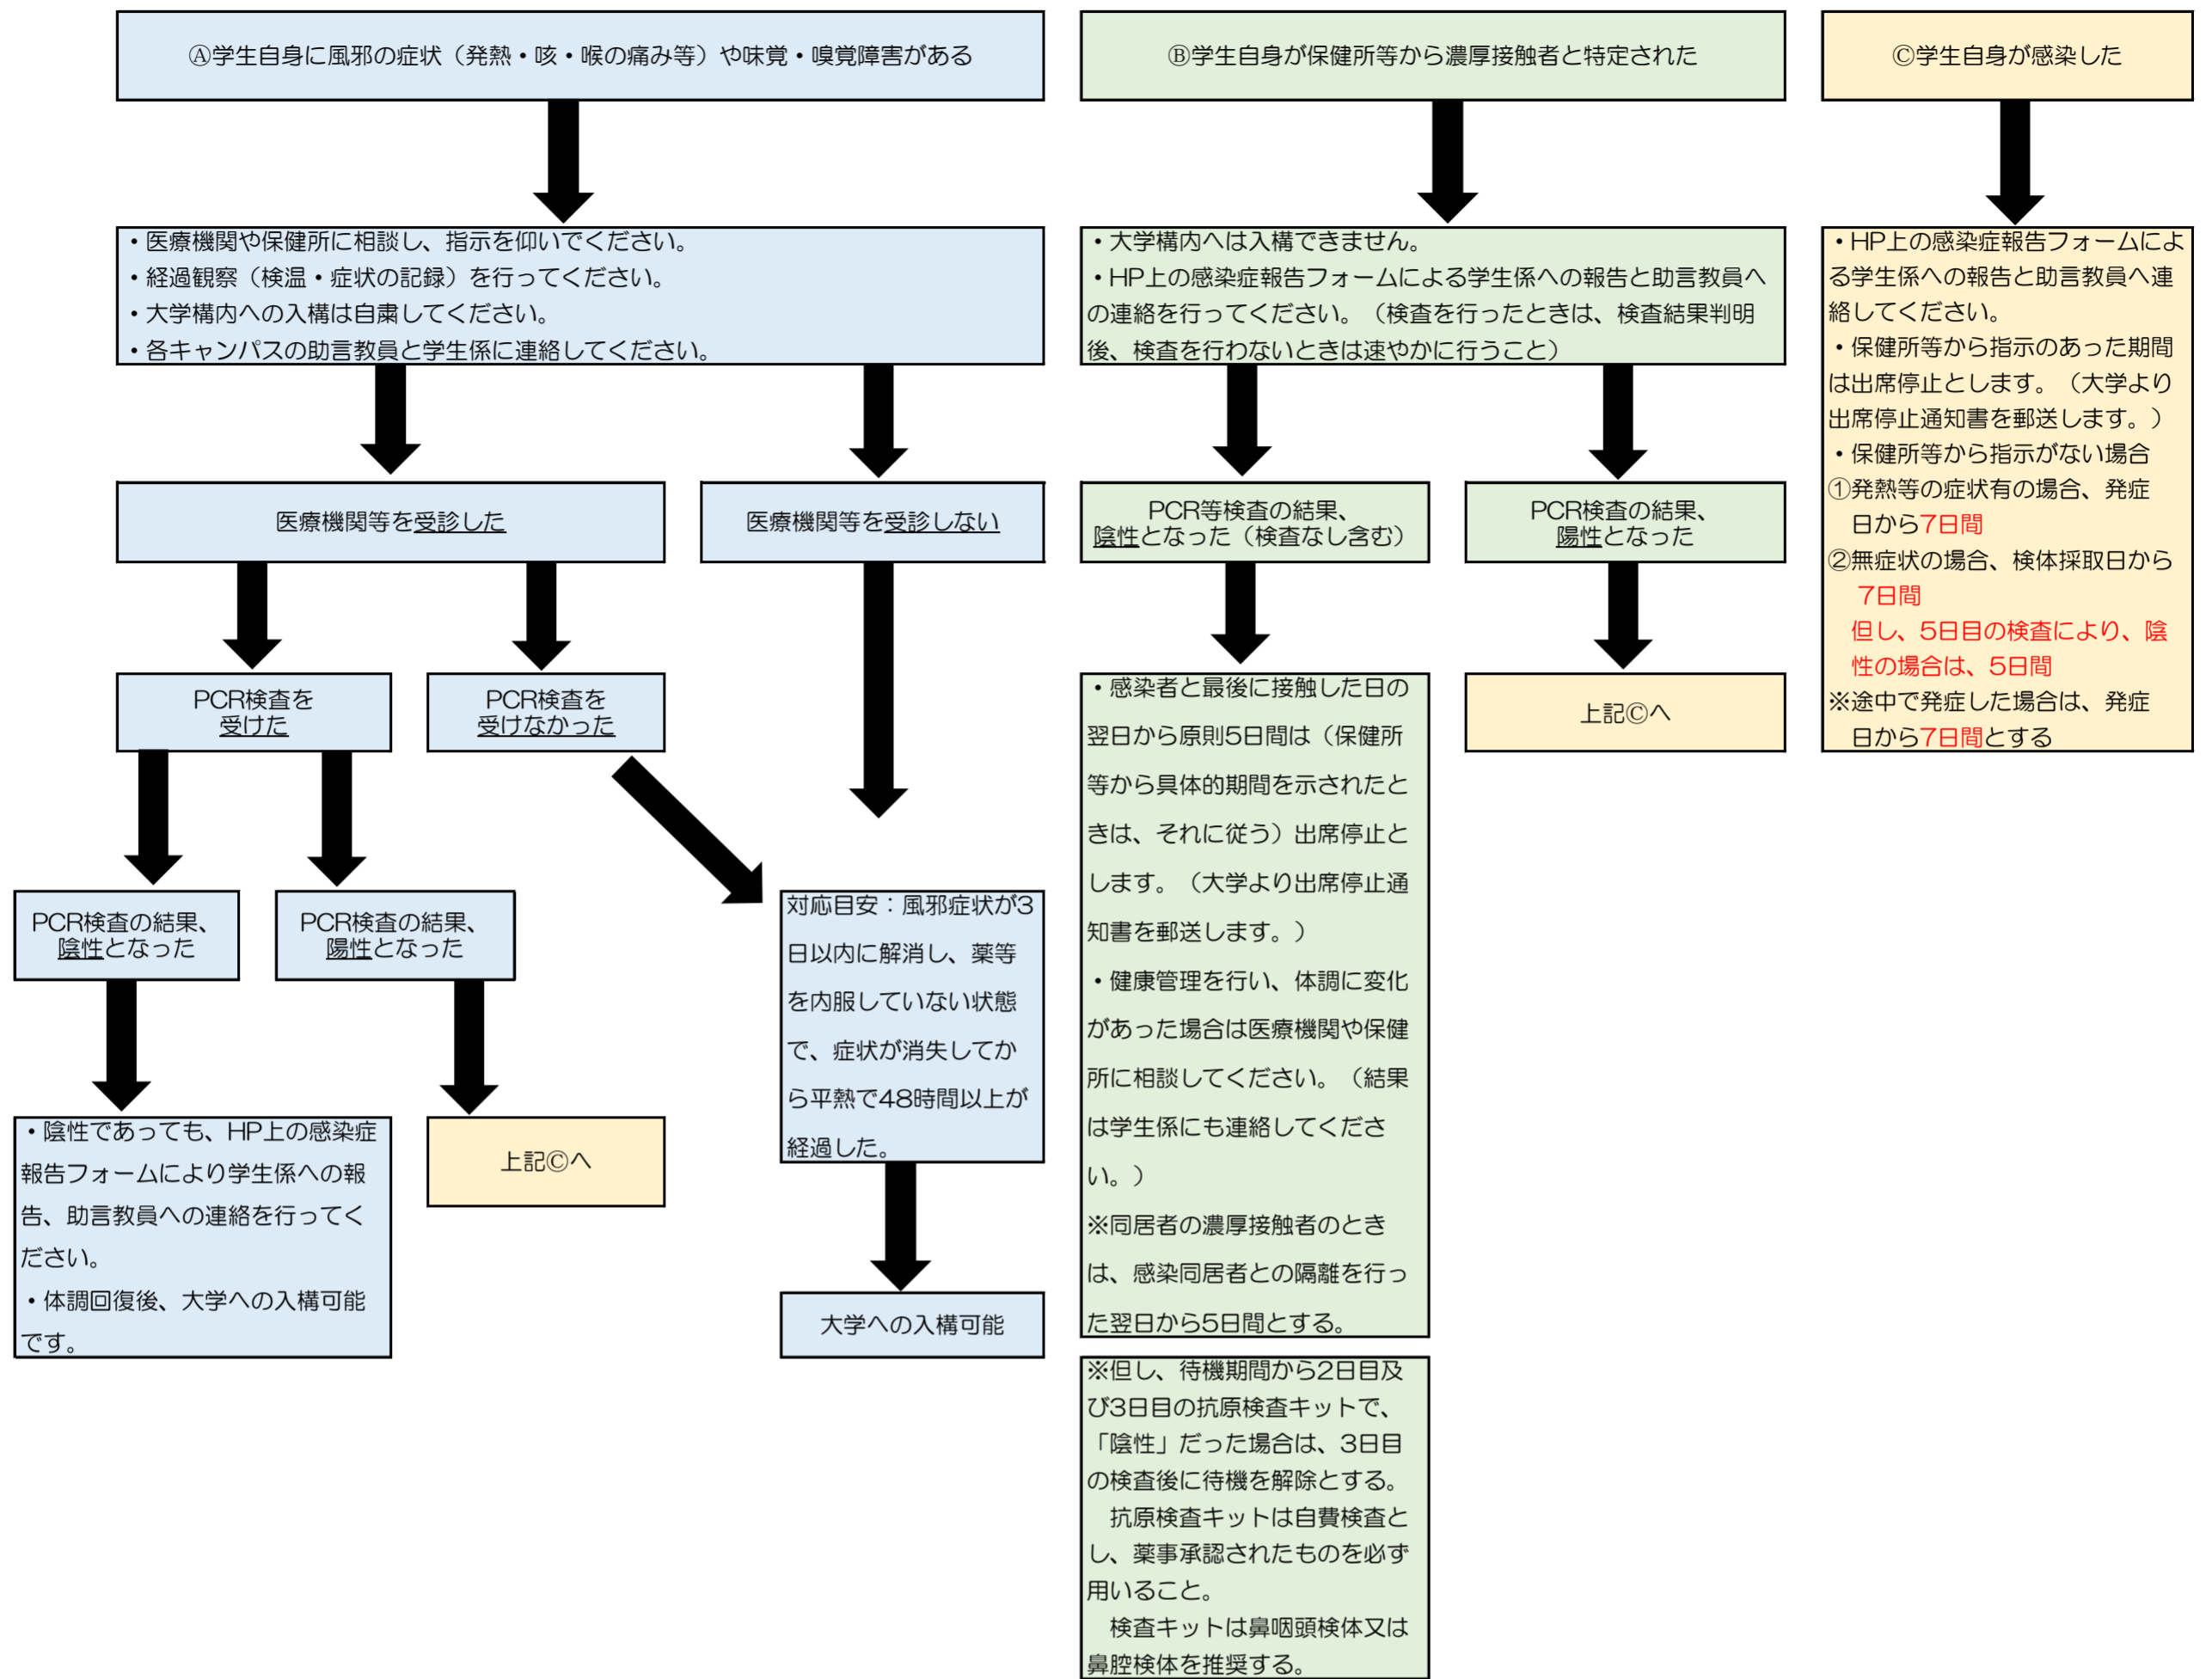 Ⓐ学生自身に風邪の症状（発熱・咳・喉の痛み等）や味覚・嗅覚障害がある
Ⓑ学生自身が保健所等から濃厚接触者と特定された
Ⓒ学生自身が感染した
・医療機関や保健所に相談し、指示を仰いでください。
・経過観察（検温・症状の記録）を行ってください。
・大学構内への入構は自粛してください。
・各キャンパスの助言教員と学生係に連絡してください。
・大学構内へは入構できません。
・HP上の感染症報告フォームによる学生係への報告と助言教員へ
の連絡を行ってください。（検査を行ったときは、検査結果判明
後、検査を行わないときは速やかに行うこと）
・HP上の感染症報告フォームによ
る学生係への報告と助言教員へ連
絡してください。
・保健所等から指示のあった期間
は出席停止とします。（大学より
出席停止通知書を郵送します。）
・保健所等から指示がない場合
①発熱等の症状有の場合、発症
日から7日間
②無症状の場合、検体採取日から
7日間
但し、5日目の検査により、陰
性の場合は、5日間
※途中で発症した場合は、発症
日から7日間とする
医療機関等を受診した
医療機関等を受診しない
PCR等検査の結果、
陰性となった（検査なし含む）
PCR検査の結果、
陽性となった
PCR検査を
受けた
PCR検査を
受けなかった
・感染者と最後に接触した日の
翌日から原則5日間は（保健所
等から具体的期間を示されたと
きは、それに従う）出席停止と
します。（大学より出席停止通
知書を郵送します。）
・健康管理を行い、体調に変化
があった場合は医療機関や保健
所に相談してください。（結果
は学生係にも連絡してくださ
い。）
※同居者の濃厚接触者のとき
は、感染同居者との隔離を行っ
た翌日から5日間とする。
上記Ⓒへ
PCR検査の結果、
陰性となった
PCR検査の結果、
陽性となった
対応目安：風邪症状が3
日以内に解消し、薬等
を内服していない状態
で、症状が消失してか
ら平熱で48時間以上が
経過した。
・陰性であっても、HP上の感染症
報告フォームにより学生係への報
告、助言教員への連絡を行ってく
ださい。
・体調回復後、大学への入構可能
です。
上記Ⓒへ
大学への入構可能
※但し、待機期間から2日目及
び3日目の抗原検査キットで、
「陰性」だった場合は、3日目
の検査後に待機を解除とする。
抗原検査キットは自費検査と
し、薬事承認されたものを必ず
用いること。
検査キットは鼻咽頭検体又は
鼻腔検体を推奨する。